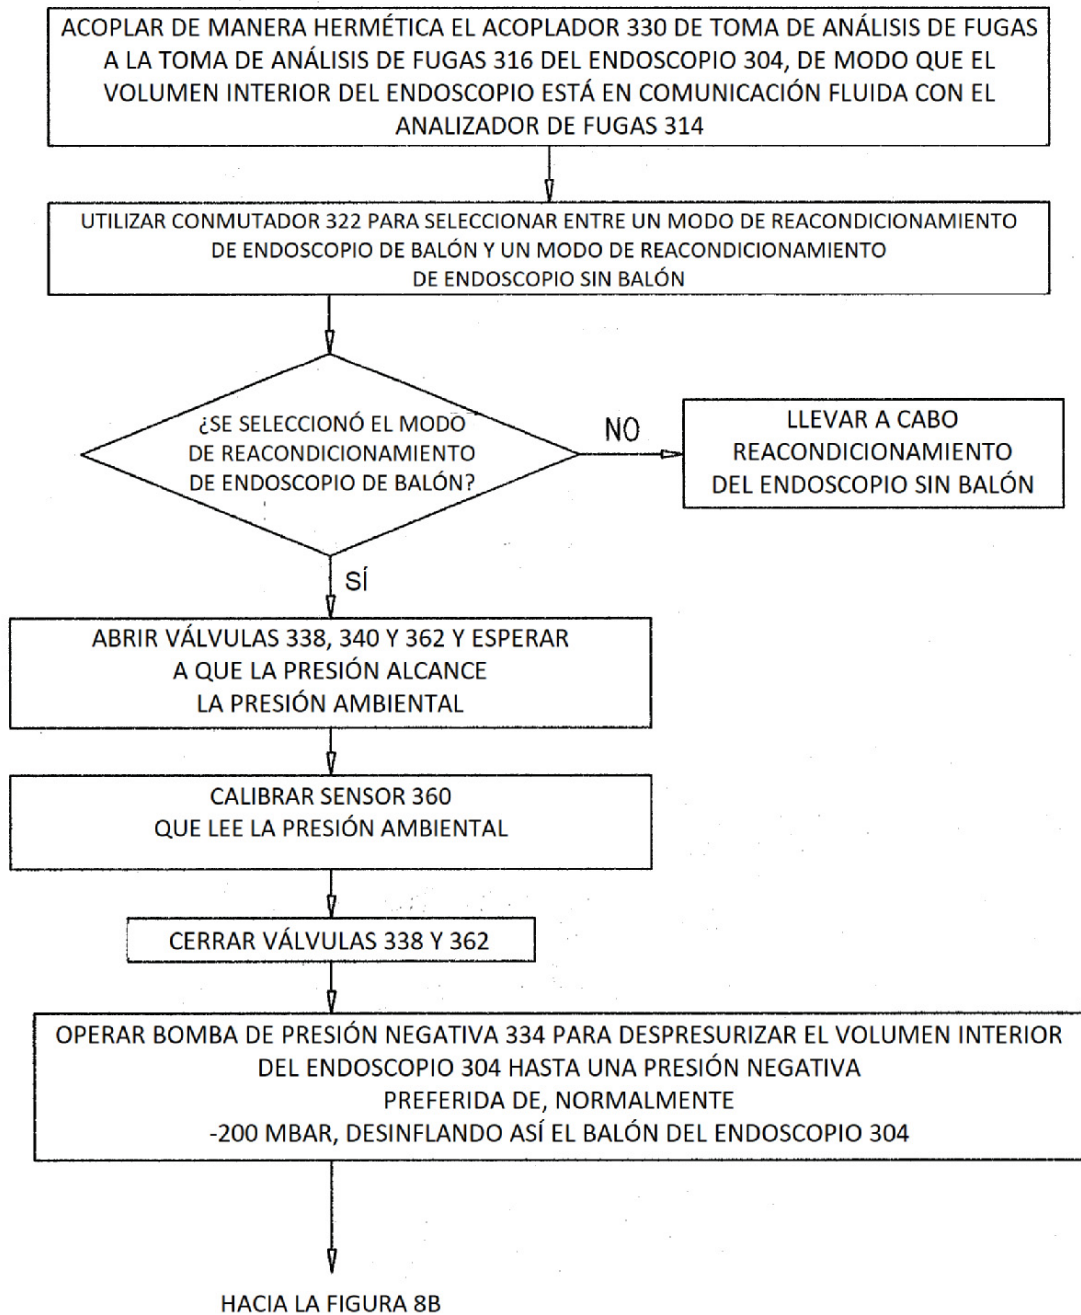 ACOPLAR DE MANERA HERMÉTICA EL ACOPLADOR 330 DE TOMA DE ANÁLISIS DE FUGAS
A LA TOMA DE ANÁLISIS DE FUGAS 316 DEL ENDOSCOPIO 304, DE MODO QUE EL
VOLUMEN INTERIOR DEL ENDOSCOPIO ESTÁ EN COMUNICACIÓN FLUIDA CON EL
ANALIZADOR DE FUGAS 314
UTILIZAR CONMUTADOR 322 PARA SELECCIONAR ENTRE UN MODO DE REACONDICIONAMIENTO
DE ENDOSCOPIO DE BALÓN Y UN MODO DE REACONDICIONAMIENTO
DE ENDOSCOPIO SIN BALÓN
¿SE SELECCIONÓ EL MODO
DE REACONDICIONAMIENTO
DE ENDOSCOPIO DE BALÓN?
NO
LLEVAR A CABO
REACONDICIONAMIENTO
DEL ENDOSCOPIO SIN BALÓN
SÍ
ABRIR VÁLVULAS 338, 340 Y 362 Y ESPERAR
A QUE LA PRESIÓN ALCANCE
LA PRESIÓN AMBIENTAL
CALIBRAR SENSOR 360
QUE LEE LA PRESIÓN AMBIENTAL
CERRAR VÁLVULAS 338 Y 362
OPERAR BOMBA DE PRESIÓN NEGATIVA 334 PARA DESPRESURIZAR EL VOLUMEN INTERIOR
DEL ENDOSCOPIO 304 HASTA UNA PRESIÓN NEGATIVA
PREFERIDA DE, NORMALMENTE
-200 MBAR, DESINFLANDO ASÍ EL BALÓN DEL ENDOSCOPIO 304
HACIA LA FIGURA 8B